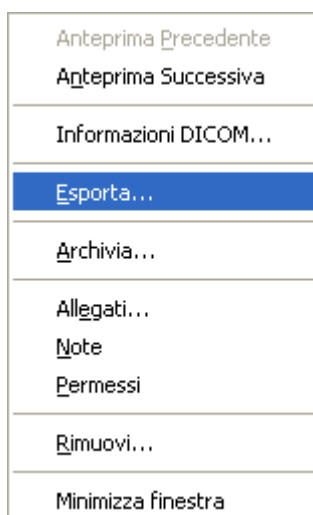 Anteprima Precedente
Anteprima Successiva
Informazioni DICOM...
Esporta...
Archivia...
Allegati...
Note
Permessi
Rimuovi...
Minimizza finestra